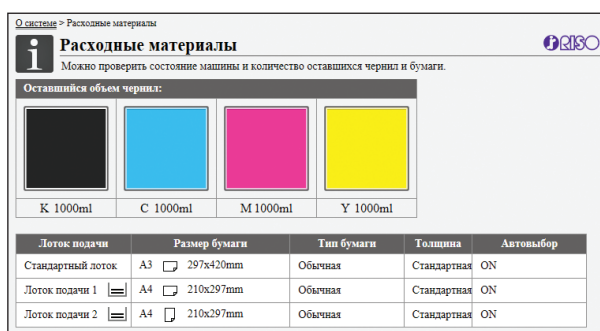 О системе > Расходные материалы
i Расходные материалы RISO
Можно проверить состояние машины и количество оставшихся чернил и бумаги.
Оставшийся объем чернил:
K 1000ml C 1000ml M 1000ml Y 1000ml
Лоток подачи Размер бумаги Тип бумаги Толщина Автовыбор
Стандартный лоток A3 297x420mm Обычная Стандартная ON
Лоток подачи 1 A4 210x297mm Обычная Стандартная ON
Лоток подачи 2 A4 210x297mm Обычная Стандартная ON